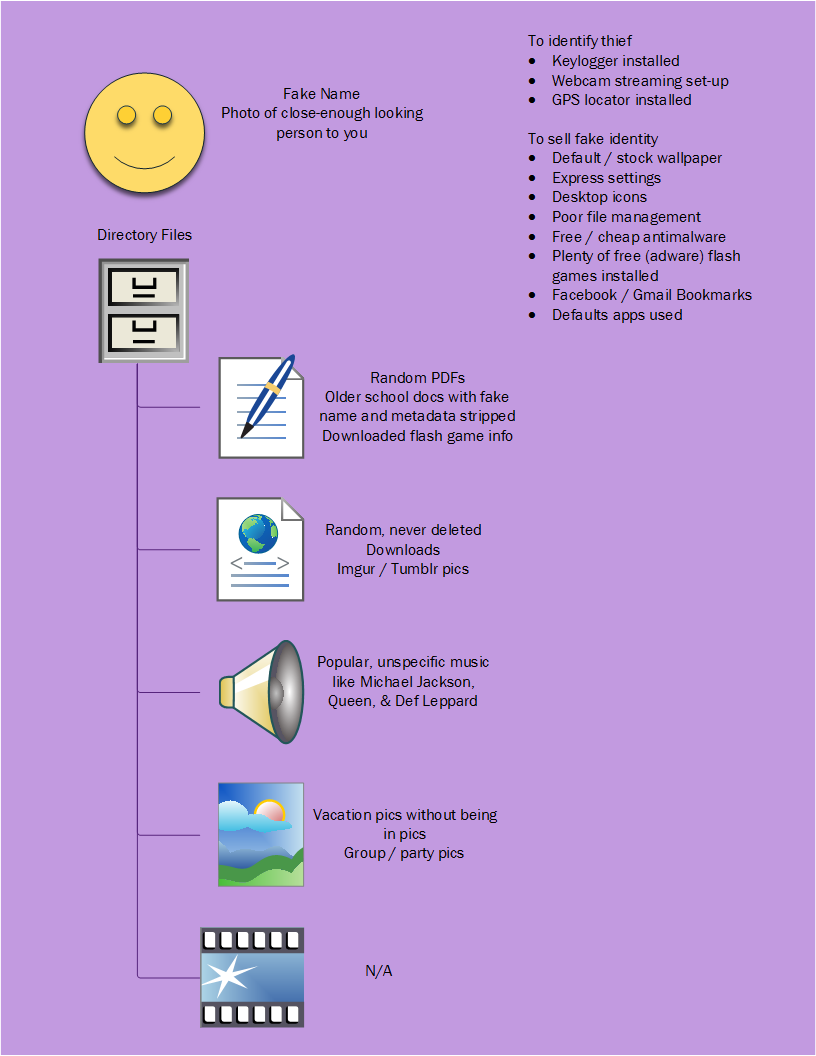 Fake Name
Photo of close-enough looking
person to you
To identify thief
• Keylogger installed
• Webcam streaming set-up
• GPS locator installed
To sell fake identity
• Default / stock wallpaper
• Express settings
• Desktop icons
• Poor file management
• Free / cheap antimalware
• Plenty of free (adware) flash
games installed
• Facebook / Gmail Bookmarks
• Defaults apps used
Directory Files
Random PDFs
Older school docs with fake
name and metadata stripped
Downloaded flash game info
Random, never deleted
Downloads
Imgur / Tumblr pics
Popular, unspecific music
like Michael Jackson,
Queen, & Def Leppard
Vacation pics without being
in pics
Group / party pics
N/A